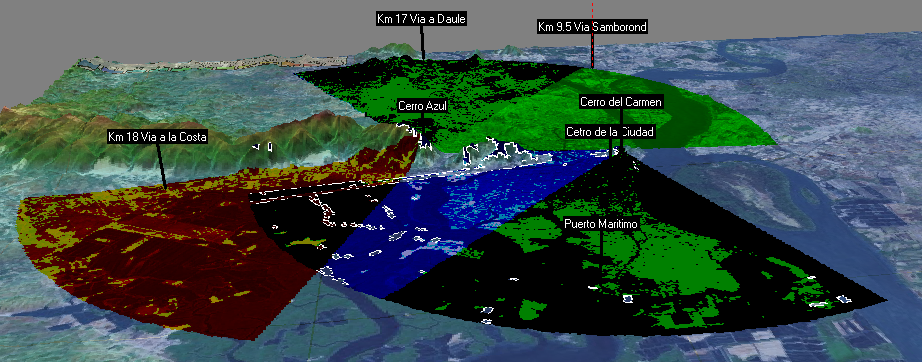 Km 17 Via a Daule
Km 9.5 Via Samborond
Cerro Azul
Cerro del Carmen
Km 18 Via a la Costa
Cetro de la Ciudad
Puerto Maritimo